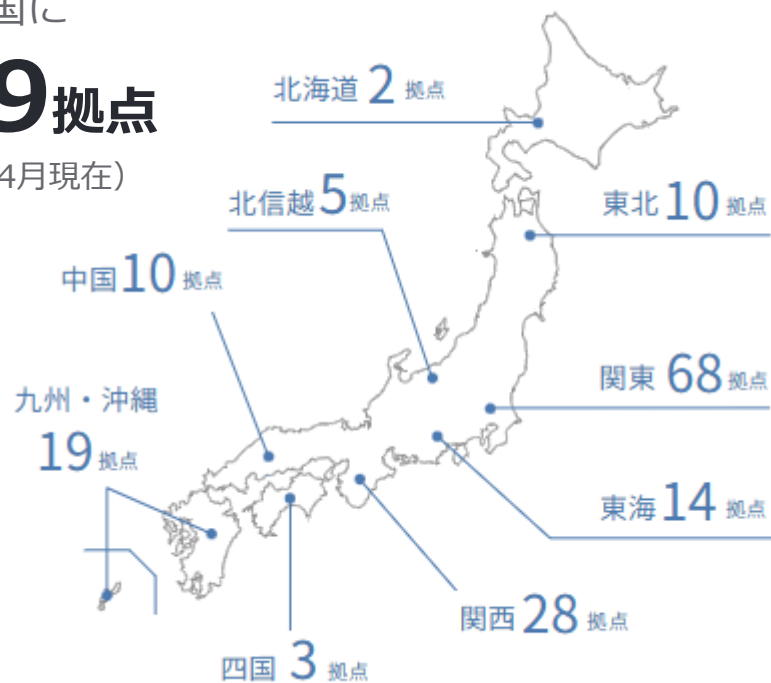 国に
9拠点
4月現在）
北海道 2 拠点
北信越 5 拠点
東北 10 拠点
中国 10 拠点
関東 68 拠点
九州・沖縄
19 拠点
東海 14 拠点
関西 28 拠点
四国 3 拠点